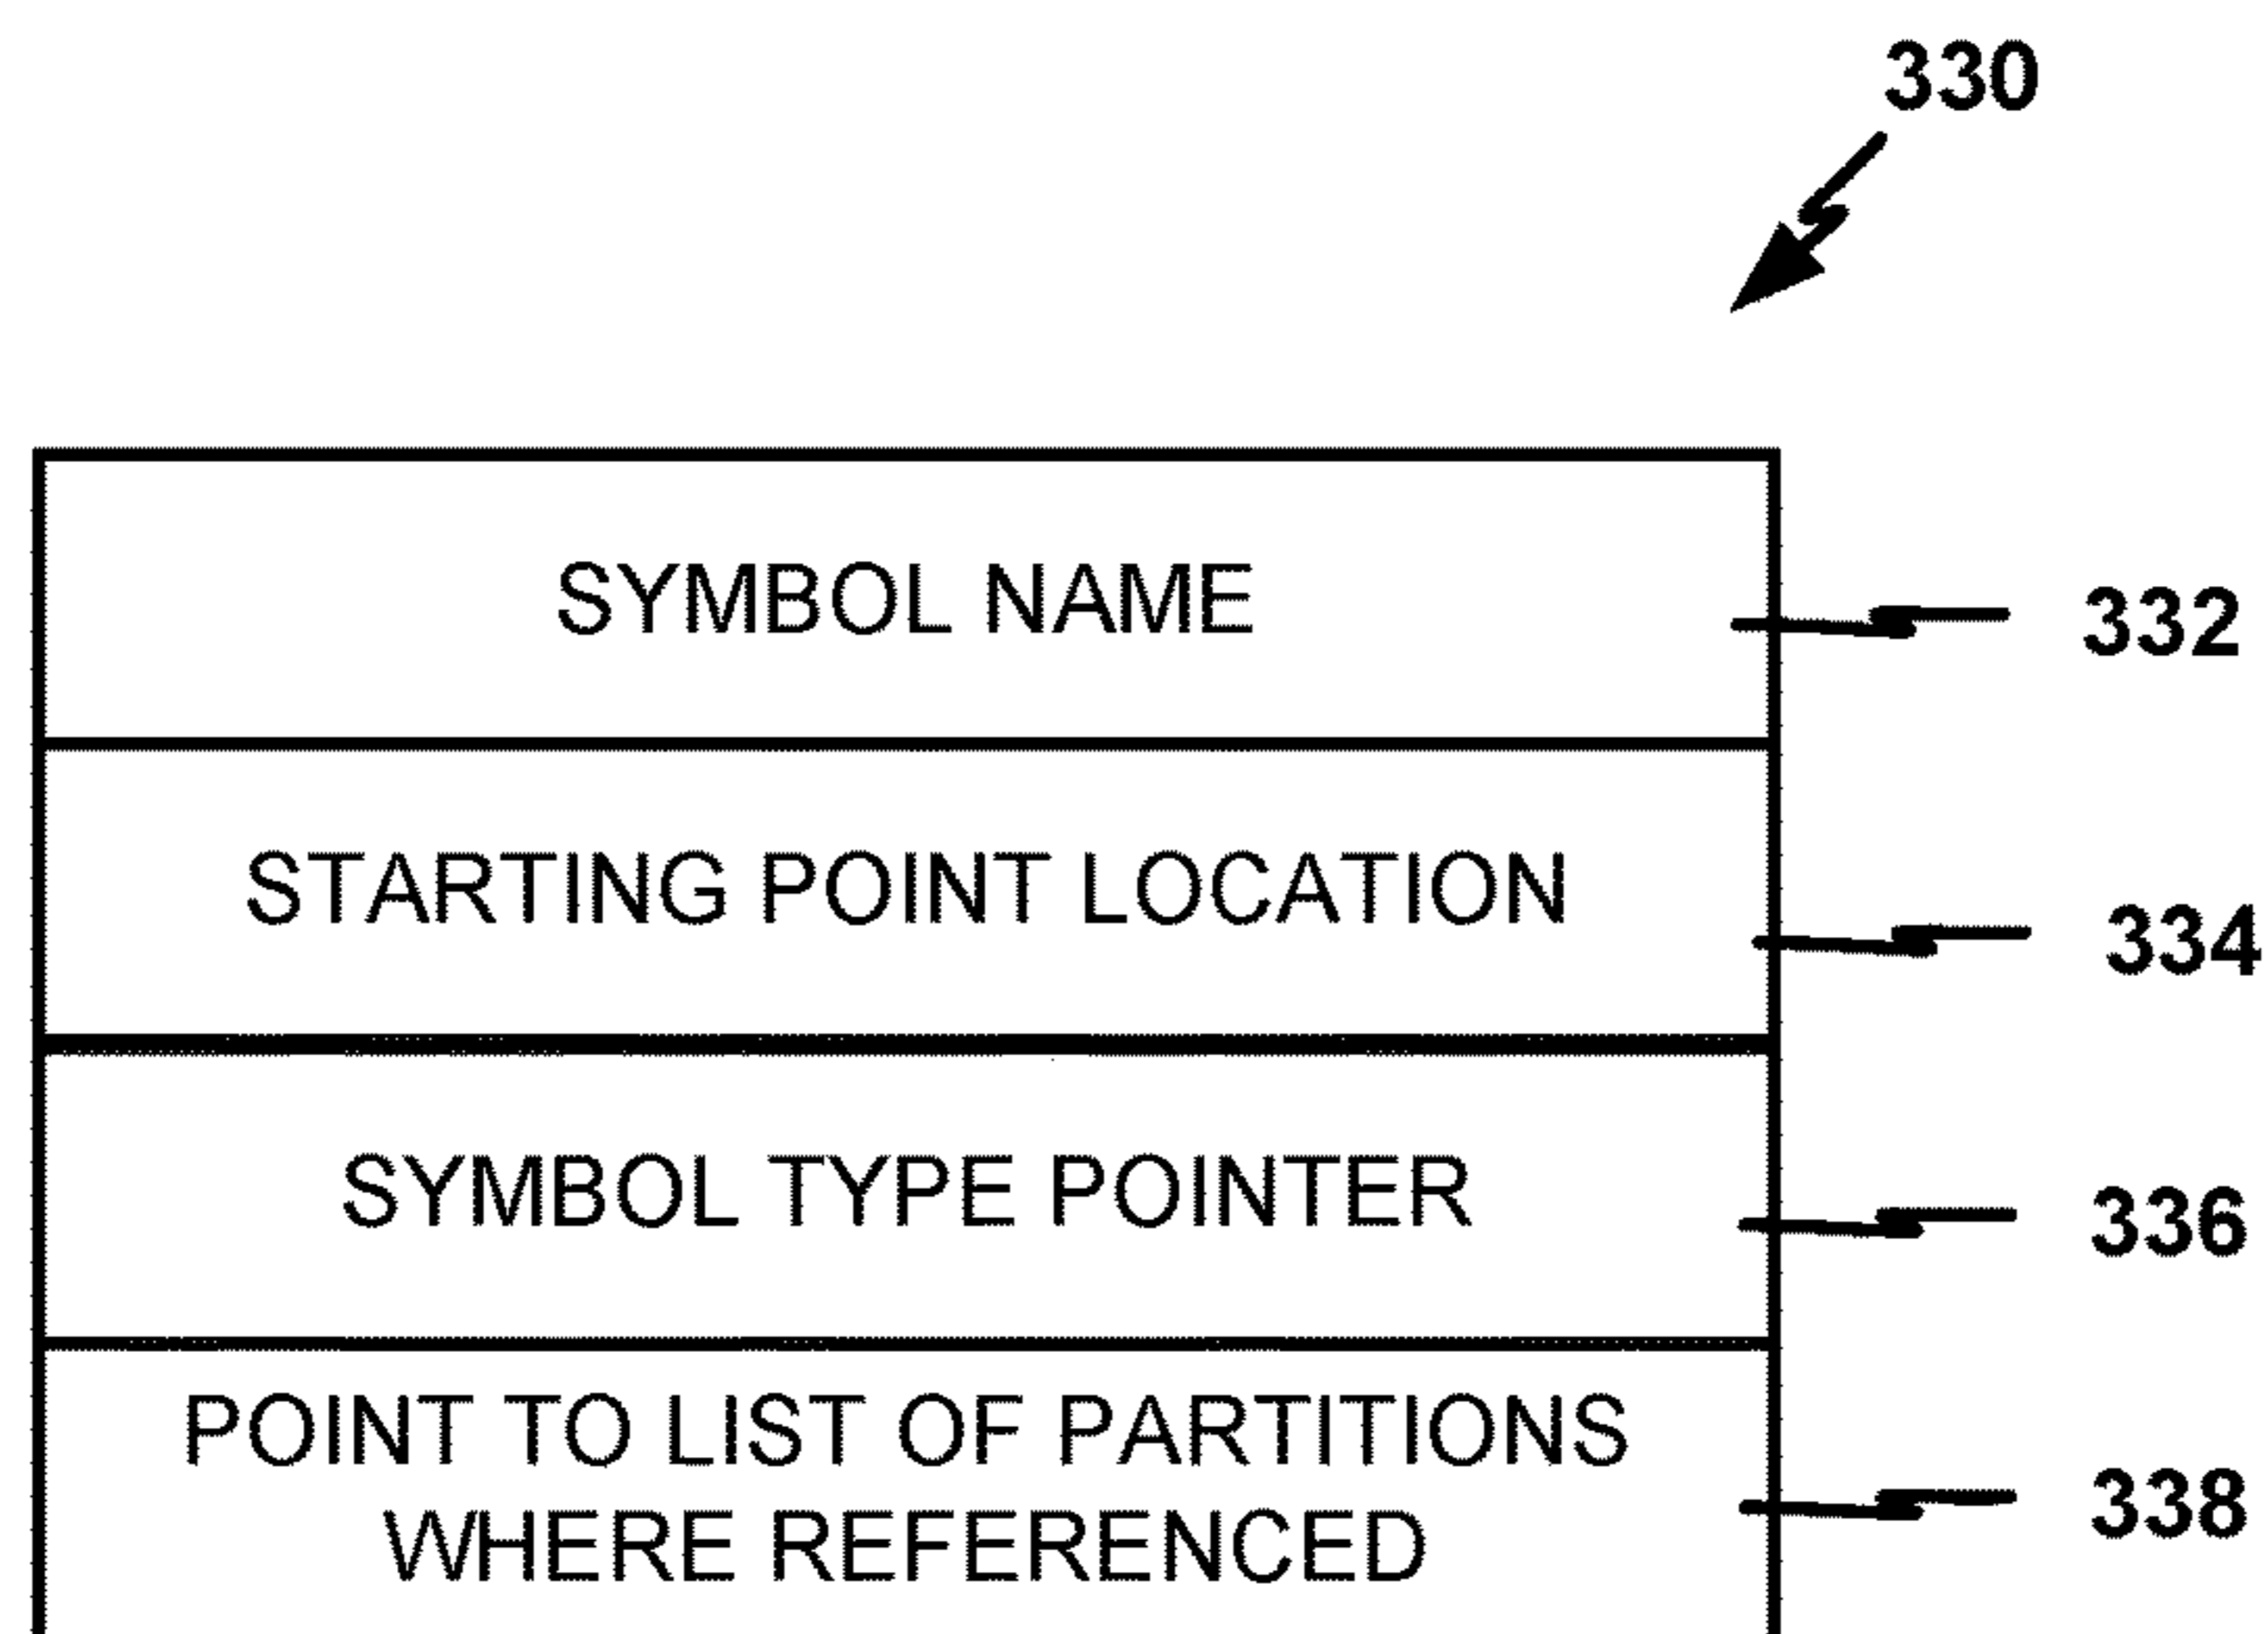 330
SYMBOL NAME
332
STARTING POINT LOCATION
334
SYMBOL TYPE POINTER
336
POINT TO LIST OF PARTITIONS
WHERE REFERENCED
338